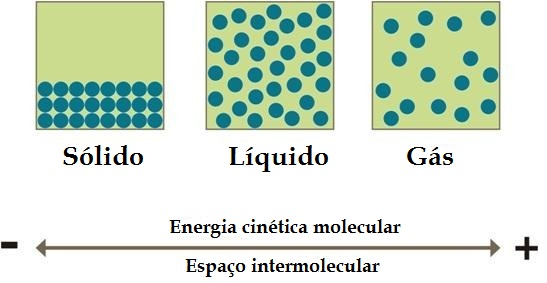 Sólido
Líquido
Gás
Energia cinética molecular
- +
Espaço intermolecular